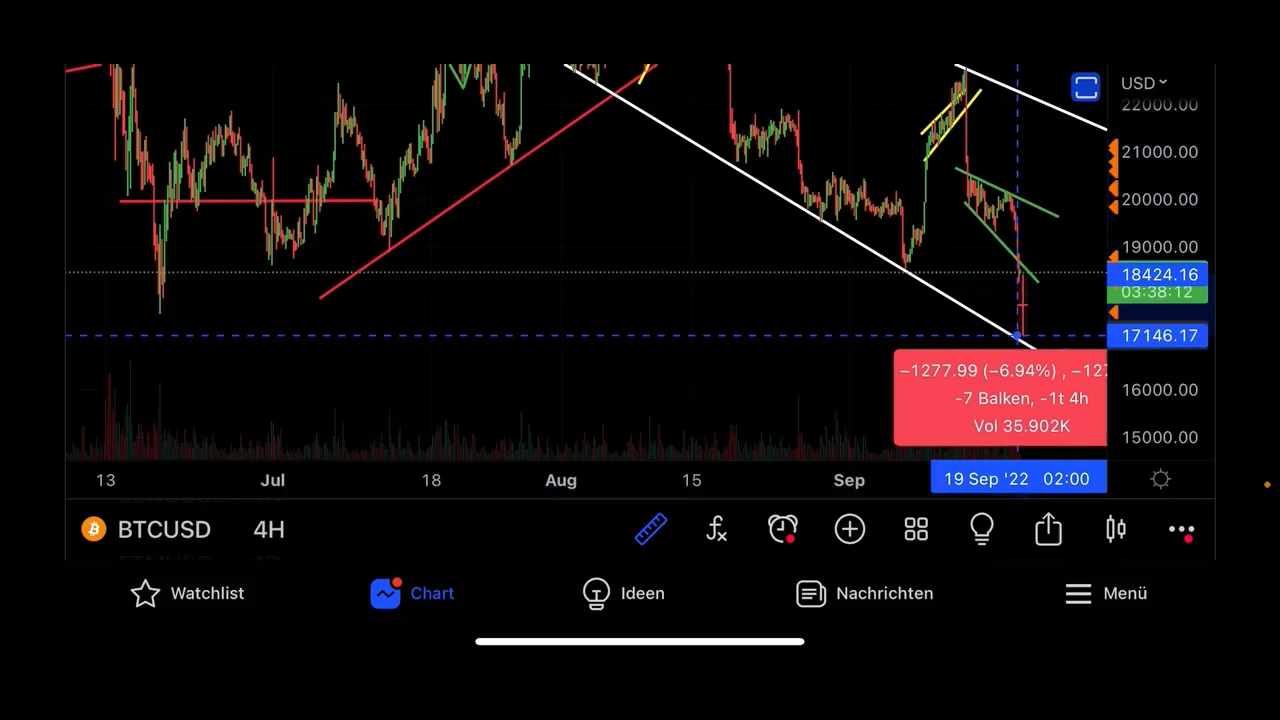 USD
22000.00
21000.00
20000.00
19000.00
18424.16
03:38:12
17146.17
−1277.99 (−6.94%) , −127
-7 Balken, -1t 4h
Vol 35.902K
16000.00
15000.00
13 Jul 18 Aug 15 Sep 19 Sep '22 02:00
BTCUSD 4H
Watchlist Chart Ideen Nachrichten Menü